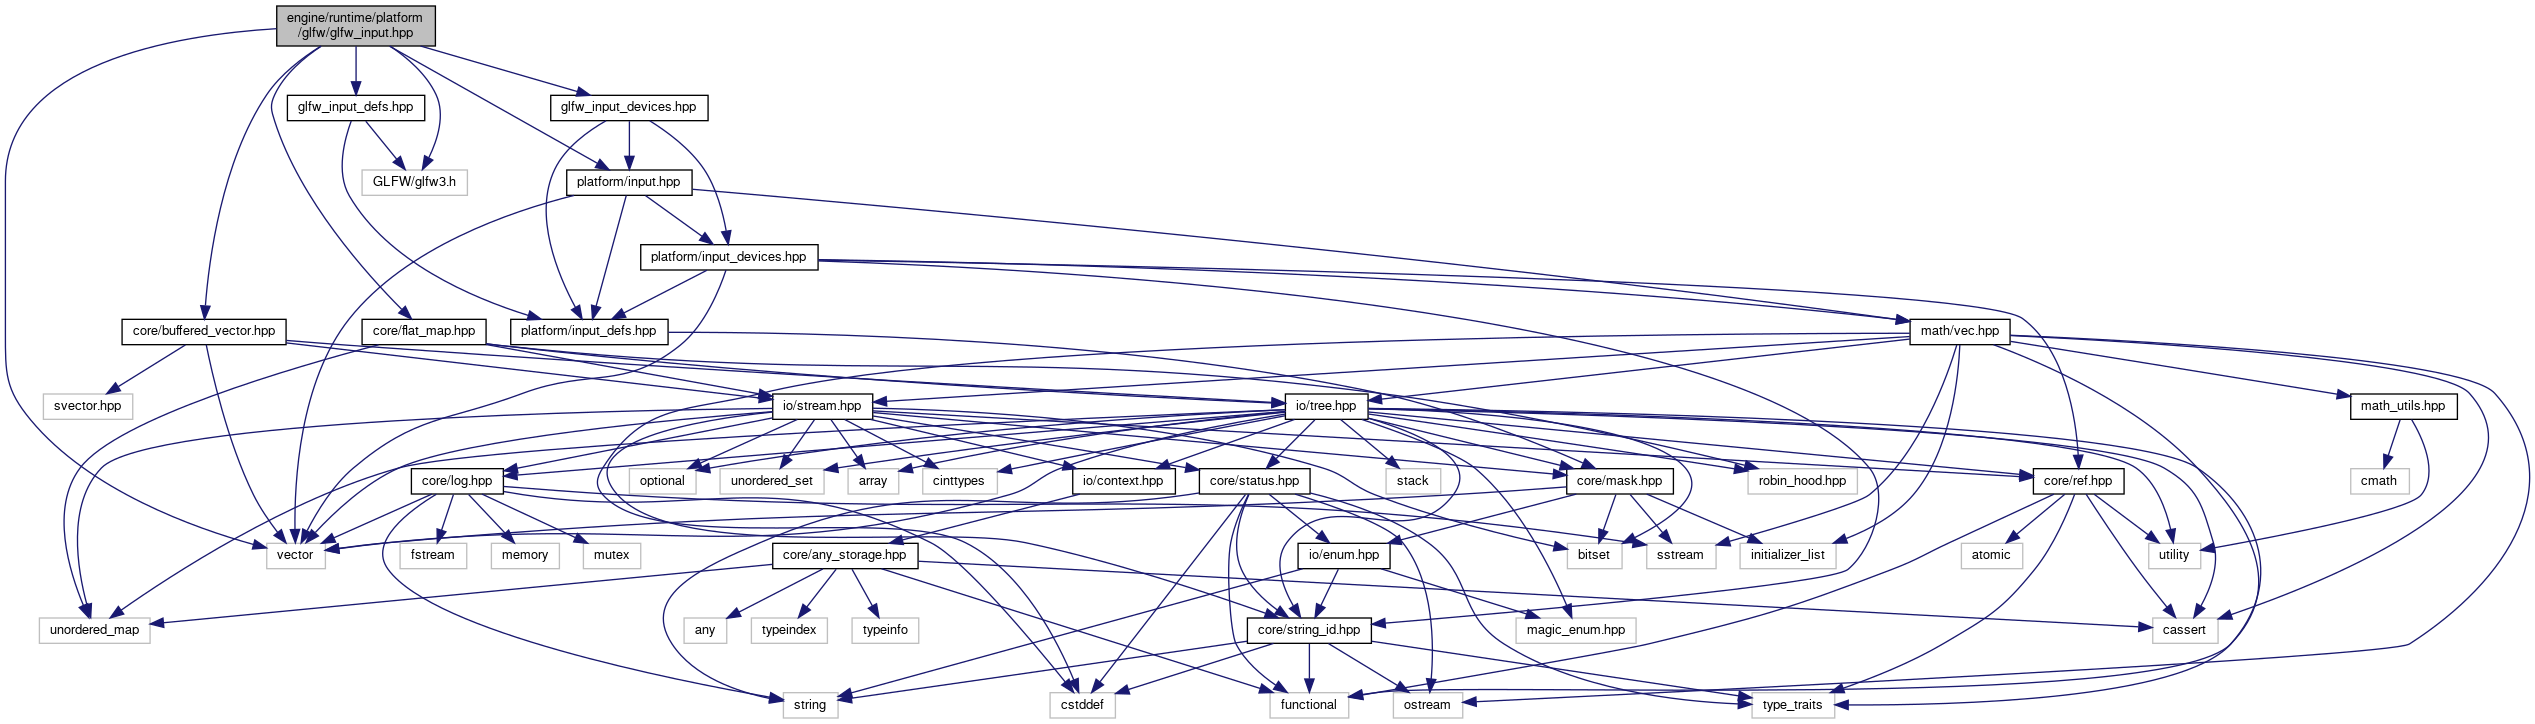 engine/runtime/platform
/glfw/glfw_input.hpp
glfw_input_defs.hpp
glfw_input_devices.hpp
GLFW/glfw3.h
platform/input.hpp
platform/input_devices.hpp
core/buffered_vector.hpp
core/flat_map.hpp
platform/input_defs.hpp
math/vec.hpp
svector.hpp
io/stream.hpp
io/tree.hpp
math_utils.hpp
core/log.hpp
optional
unordered_set
array
cinttypes
io/context.hpp
core/status.hpp
stack
core/mask.hpp
robin_hood.hpp
core/ref.hpp
cmath
vector
fstream
memory
mutex
core/any_storage.hpp
io/enum.hpp
bitset
sstream
initializer_list
atomic
utility
unordered_map
any
typeindex
typeinfo
core/string_id.hpp
magic_enum.hpp
cassert
string
cstddef
functional
ostream
type_traits